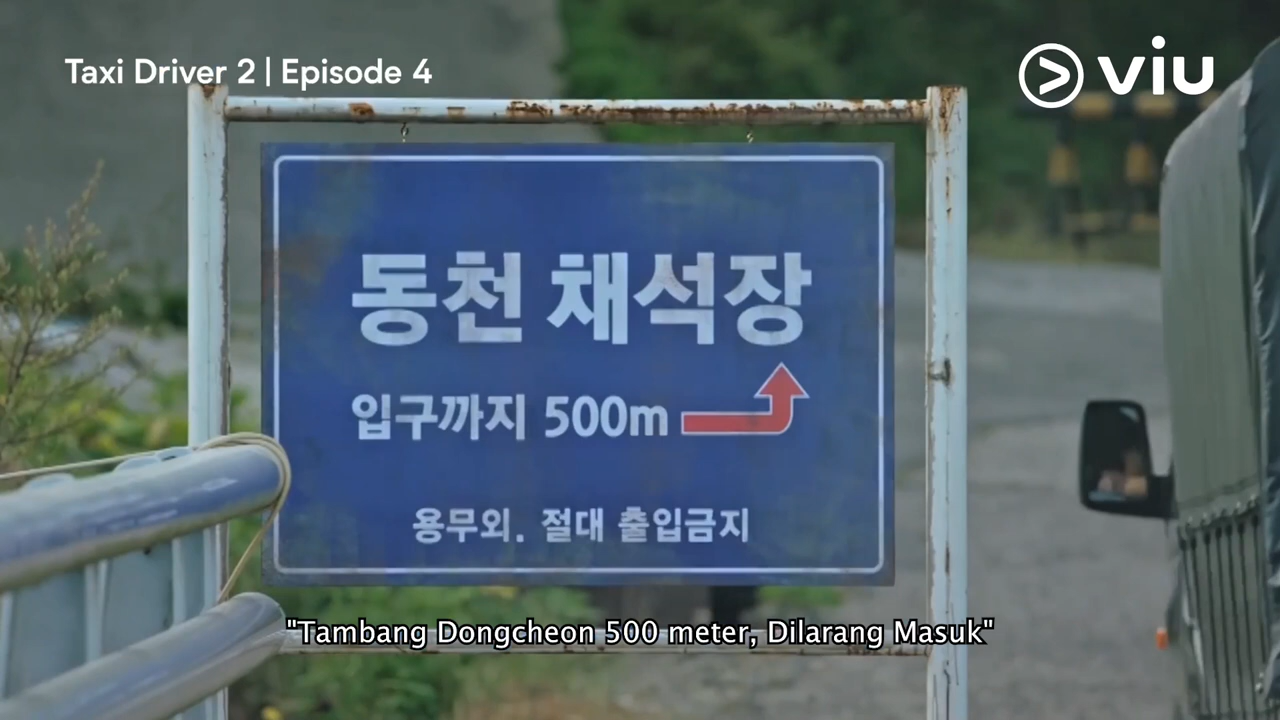 Taxi Driver 2 | Episode 4
viu
동천 채석장
입구까지 500m
용무외. 절대 출입금지
"Tambang Dongcheon 500 meter, Dilarang Masuk"